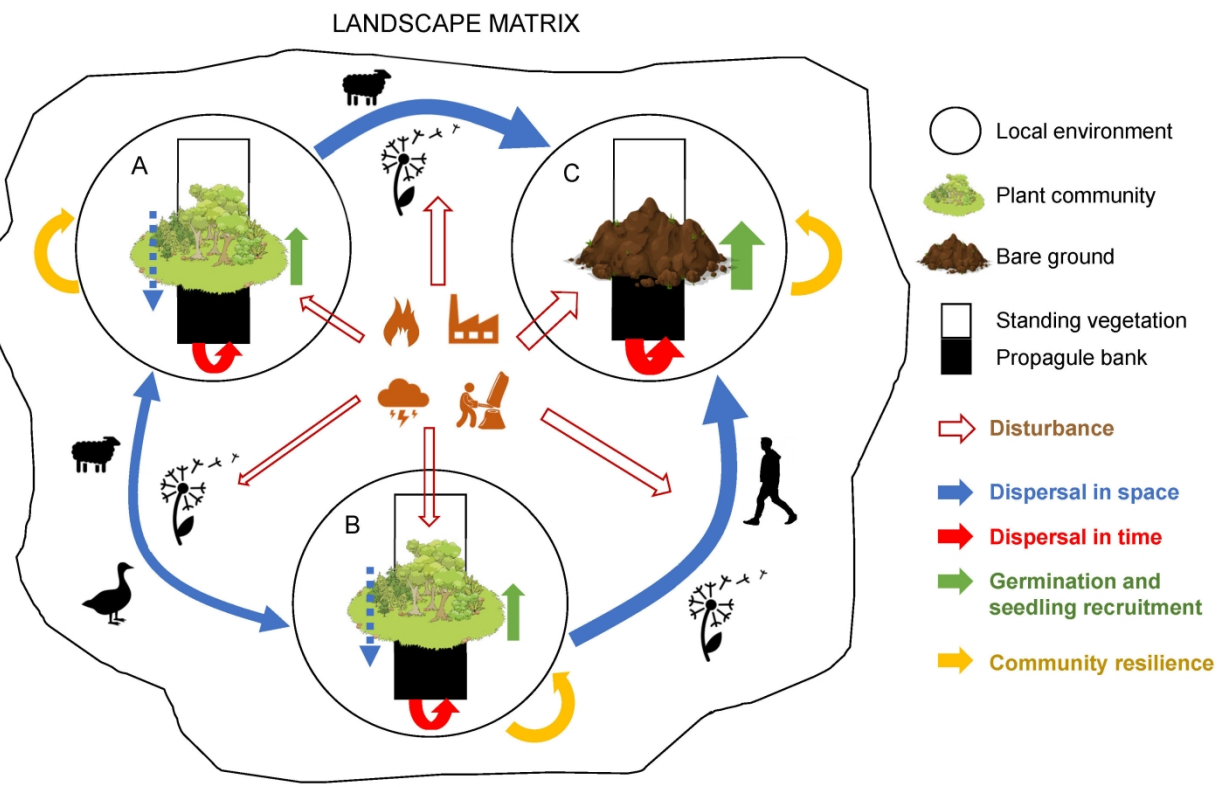 LANDSCAPE MATRIX
A
C
B
Local environment
Plant community
Bare ground
Standing vegetation
Propagule bank
Disturbance
Dispersal in space
Dispersal in time
Germination and
seedling recruitment
Community resilience